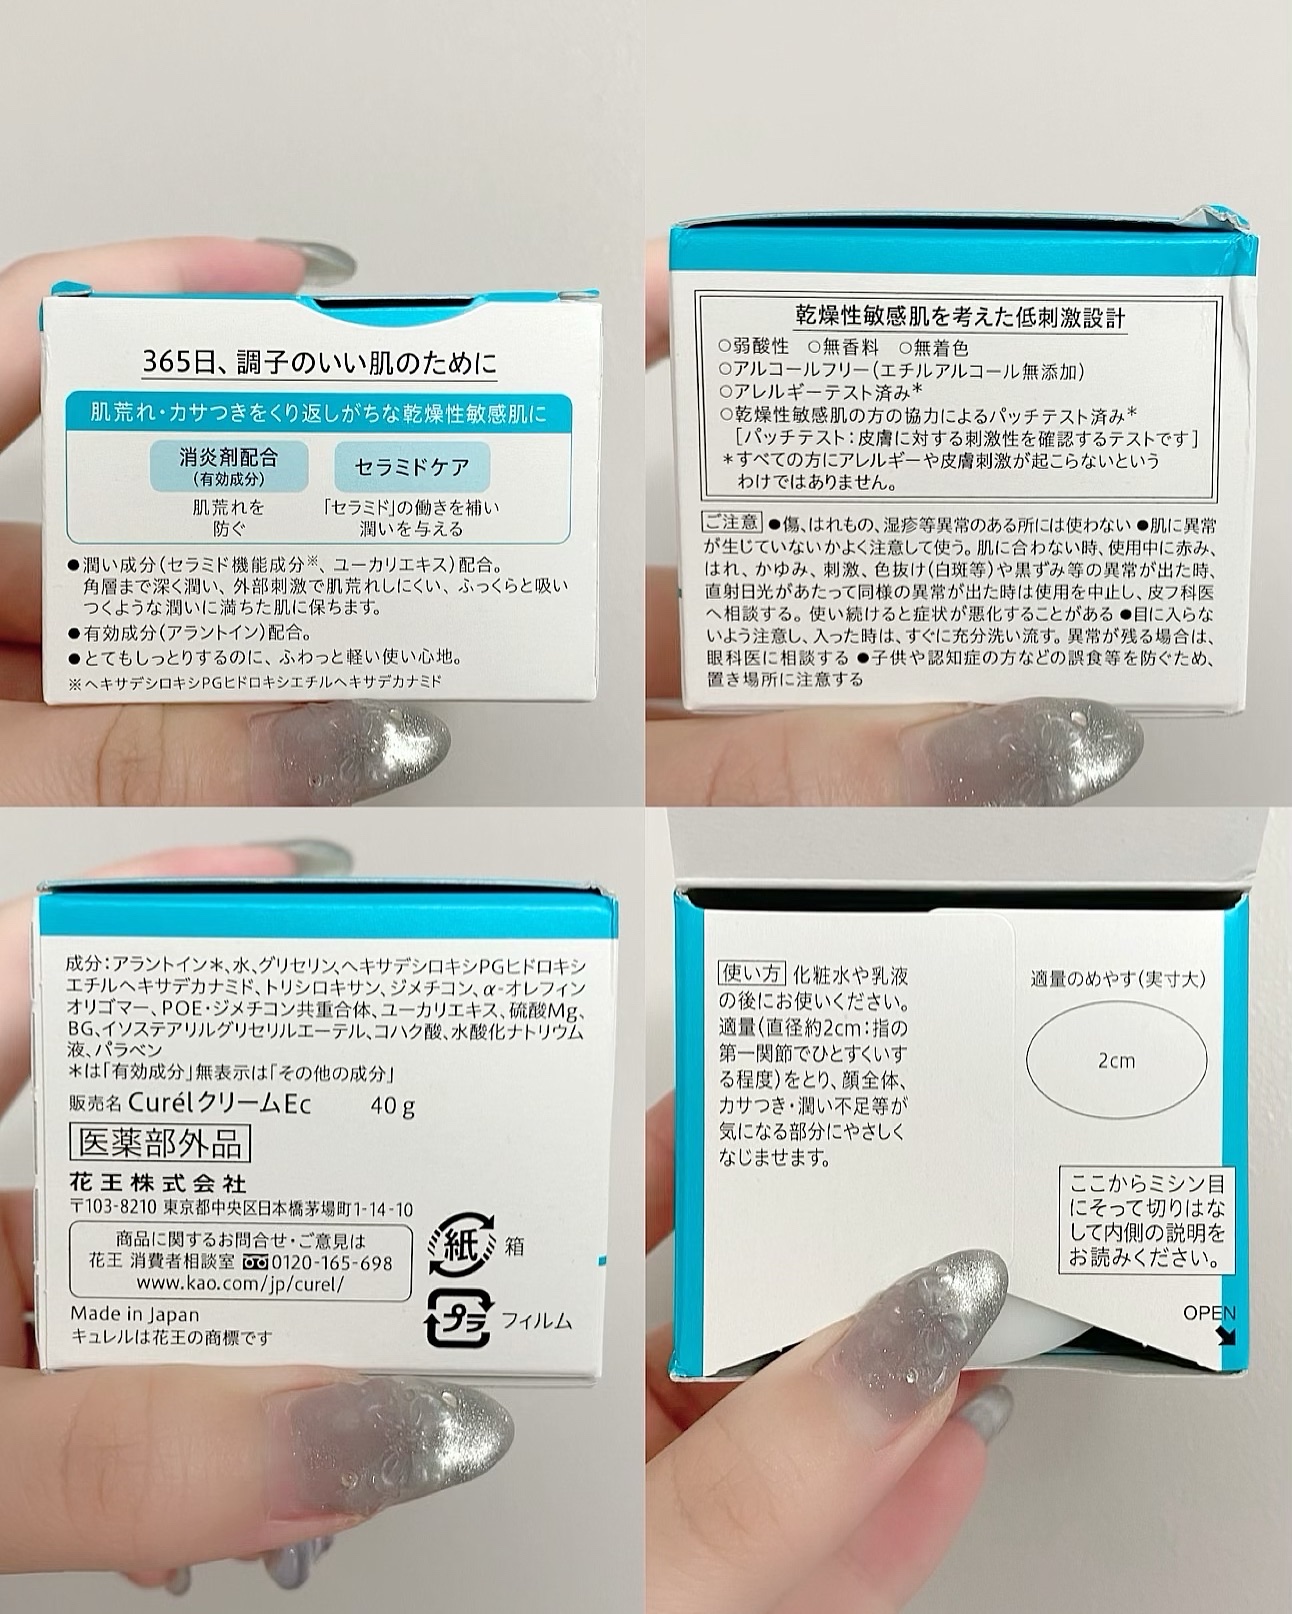 365日、調子のいい肌のために
肌荒れ・カサつきをくり返しがちな乾燥性敏感肌に
消炎剤配合
(有効成分)
セラミドケア
肌荒れを
防ぐ
「セラミド」の働きを補い
潤いを与える
●潤い成分(セラミド機能成分※、ユーカリエキス)配合。
角層まで深く潤い、外部刺激で肌荒れしにくい、ふっくらと吸い
つくような潤いに満ちた肌に保ちます。
●有効成分(アラントイン)配合。
●とてもしっとりするのに、ふわっと軽い使い心地。
※ヘキサデシロキシPGヒドロキシエチルヘキサデカナミド
乾燥性敏感肌を考えた低刺激設計
○弱酸性 ○無香料 ○無着色
○アルコールフリー(エチルアルコール無添加)
○アレルギーテスト済み*
○乾燥性敏感肌の方の協力によるパッチテスト済み*
[パッチテスト:皮膚に対する刺激性を確認するテストです]
*すべての方にアレルギーや皮膚刺激が起こらないという
わけではありません。
ご注意 ●傷、はれもの、湿疹等異常のある所には使わない ●肌に異常
が生じていないかよく注意して使う。肌に合わない時、使用中に赤み、
はれ、かゆみ、刺激、色抜け(白斑等)や黒ずみ等の異常が出た時、
直射日光があたって同様の異常が出た時は使用を中止し、皮フ科医
へ相談する。使い続けると症状が悪化することがある ●目に入らな
いよう注意し、入った時は、すぐに充分洗い流す。異常が残る場合は、
眼科医に相談する ●子供や認知症の方などの誤食等を防ぐため、
置き場所に注意する
成分:アラントイン*、水、グリセリン、ヘキサデシロキシPGヒドロキシ
エチルヘキサデカナミド、トリシロキサン、ジメチコン、α-オレフィン
オリゴマー、POE・ジメチコン共重合体、ユーカリエキス、硫酸Mg、
BG、イソステアリルグリセリルエーテル、コハク酸、水酸化ナトリウム
液、パラベン
*は「有効成分」無表示は「その他の成分」
販売名 CurélクリームEc 40g
医薬部外品
花王株式会社
〒103-8210 東京都中央区日本橋茅場町1-14-10
商品に関するお問合せ・ご意見は
花王 消費者相談室 0120-165-698
www.kao.com/jp/curel/
Made in Japan
キュレルは花王の商標です
紙 箱
プラ フィルム
使い方 化粧水や乳液
の後にお使いください。
適量(直径約2cm:指の
第一関節でひとすくいす
る程度)をとり、顔全体、
カサつき・潤い不足等が
気になる部分にやさしく
なじませます。
適量のめやす(実寸大)
2cm
ここからミシン目
にそって切りはな
して内側の説明を
お読みください。
OPEN